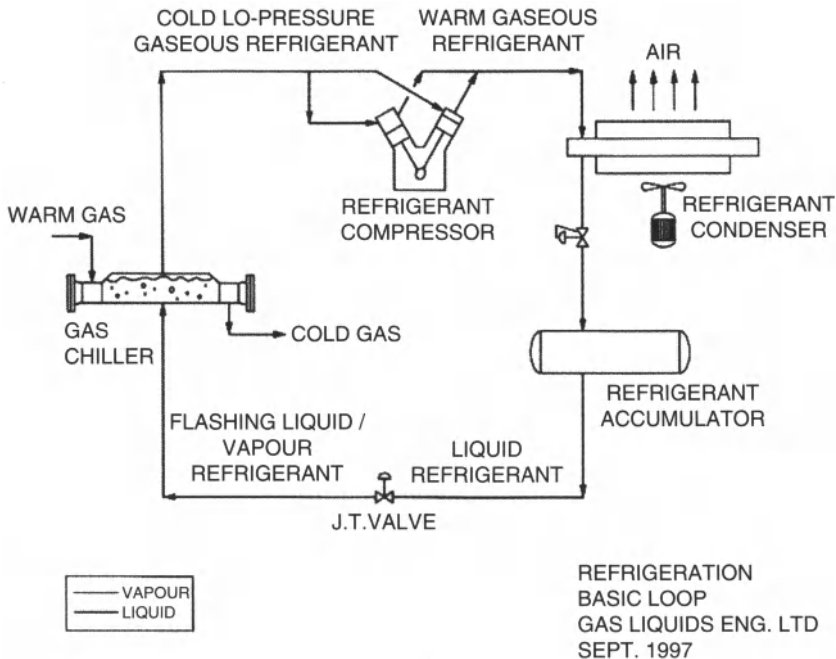 COLD LO-PRESSURE
GASEOUS REFRIGERANT
WARM GASEOUS
REFRIGERANT
AIR
REFRIGERANT
COMPRESSOR
REFRIGERANT
CONDENSER
WARM GAS
GAS
CHILLER
COLD GAS
REFRIGERANT
ACCUMULATOR
FLASHING LIQUID /
VAPOUR
REFRIGERANT
LIQUID
REFRIGERANT
J.T.VALVE
VAPOUR
LIQUID
REFRIGERATION
BASIC LOOP
GAS LIQUIDS ENG. LTD
SEPT. 1997